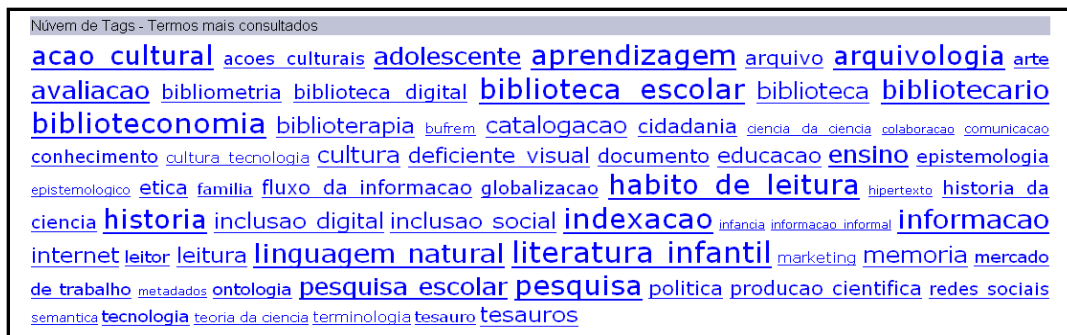 Núvem de Tags - Termos mais consultados
acao cultural acoes culturais adolescente aprendizagem arquivo arquivologia arte
avaliacao bibliometria biblioteca digital biblioteca escolar biblioteca bibliotecario
biblioteconomia biblioterapia bufrem catalogacao cidadania ciencia da ciencia colaboracao comunicacao
conhecimento cultura tecnologia cultura deficiente visual documento educacao ensino epistemologia
epistemologico etica familia fluxo da informacao globalizacao habito de leitura hipertexto historia da
ciencia historia inclusao digital inclusao social indexacao infancia informacao informal informacao
internet leitor leitura linguagem natural literatura infantil marketing memoria mercado
de trabalho metadados ontologia pesquisa escolar pesquisa politica producao cientifica redes sociais
semantica tecnologia teoria da ciencia terminologia tesauro tesauros